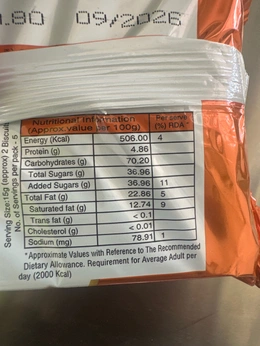 .80 09/2026
Nutritional Information Per serve
(Approx. value per 100g) (%) RDA*
Energy (Kcal) 506.00 4
Protein (g) 4.86
Carbohydrates (g) 70.20
Total Sugars (g) 36.96
Added Sugars (g) 36.96 11
Total Fat (g) 22.86 5
Saturated fat (g) 12.74 9
Trans fat (g) < 0.1
Cholesterol (g) < 0.01
Sodium (mg) 78.91 1
*Approximate Values with Reference to The Recommended
Dietary Allowance. Requirement for Average Adult per
day (2000 Kcal)
Serving Size:15g (approx) 2 Biscui
No. of Servings per pack - 5